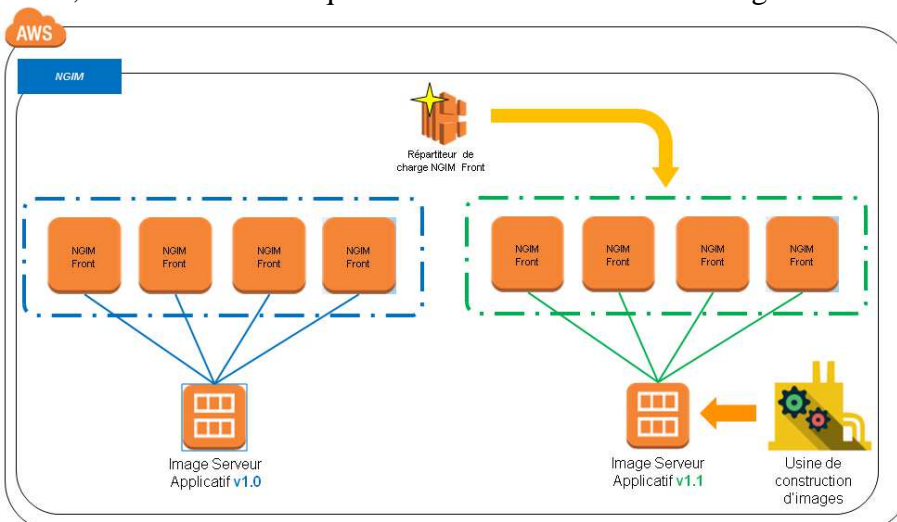 AWS
NGIM
Répartiteur de
charge NGIM Front
NGIM
Front
NGIM
Front
NGIM
Front
NGIM
Front
NGIM
Front
NGIM
Front
NGIM
Front
NGIM
Front
Image Serveur
Applicatif v1.0
Image Serveur
Applicatif v1.1
Usine de
construction
d'images